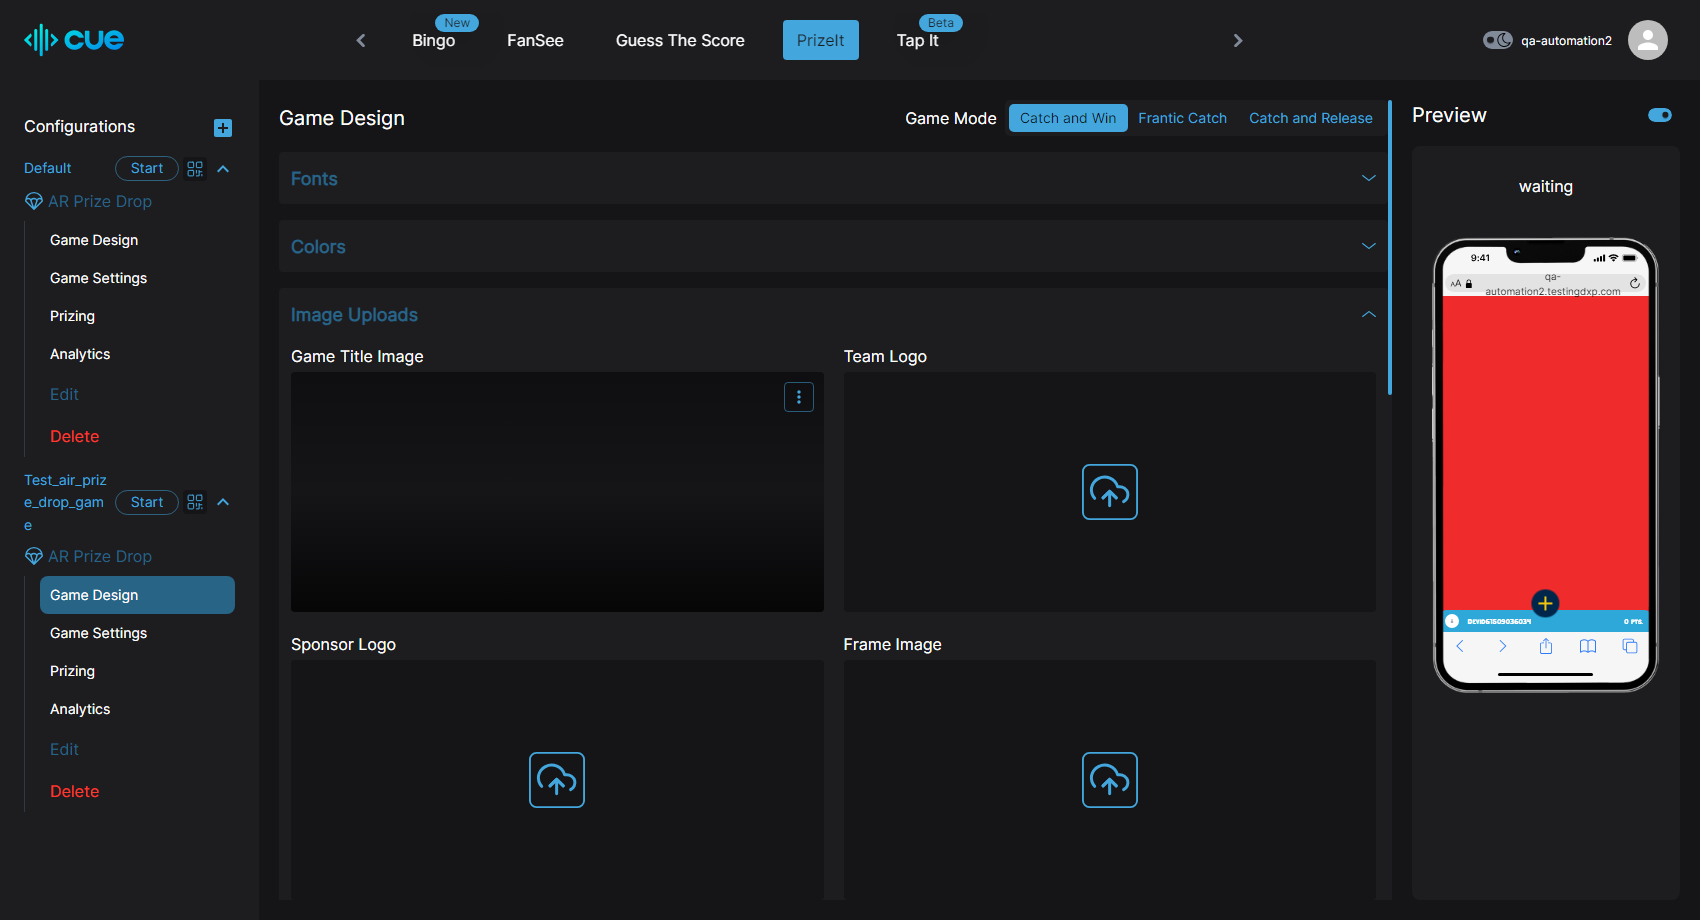 cue
New
Bingo
FanSee
Guess The Score
PrizeIt
Beta
Tap It
qa-automation2
Configurations
Default
Start
AR Prize Drop
Game Design
Game Settings
Prizing
Analytics
Edit
Delete
Test_air_priz
e_drop_gam
e
Start
AR Prize Drop
Game Design
Game Settings
Prizing
Analytics
Edit
Delete
Game Design
Game Mode
Catch and Win
Frantic Catch
Catch and Release
Fonts
Colors
Image Uploads
Game Title Image
Team Logo
Sponsor Logo
Frame Image
Preview
waiting
9:41
AA
qa-
automation2.testingdxp.com
0 PTS.